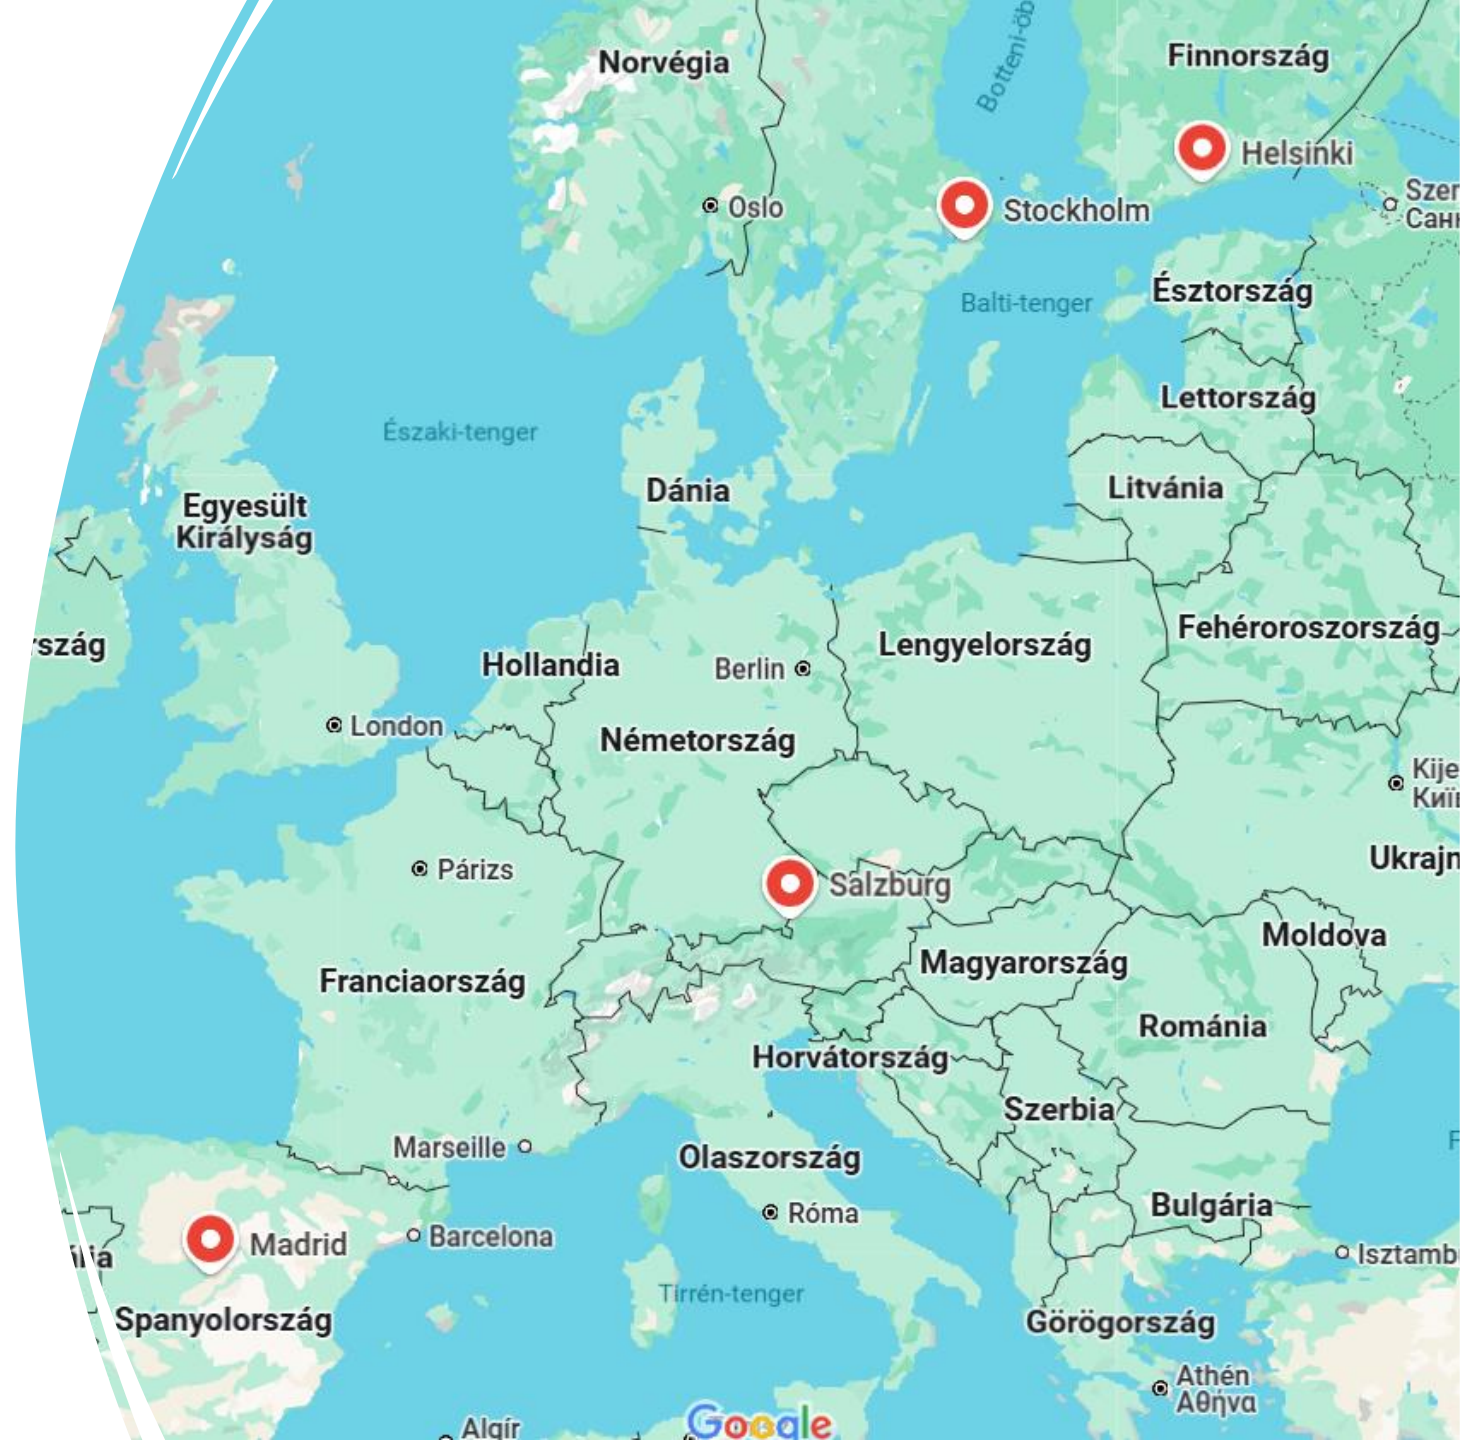 Norvégia
Finnország
Botteni-öb
Helsinki
Oslo
Stockholm
Szer
Санк
Balti-tenger
Észtország
Lettország
Északi-tenger
Dánia
Litvánia
Egyesült
Királyság
rszág
Hollandia
Berlin
Lengyelország
Fehéroroszország
London
Németország
Kije
Київ
Párizs
Salzburg
Ukrajn
Franciaország
Magyarország
Moldova
Románia
Horvátország
Szerbia
Marseille
Olaszország
Bulgária
Róma
Madrid
Barcelona
Isztamb
Tirrén-tenger
Spanyolország
Görögország
Athén
Αθήνα
Algír
Google